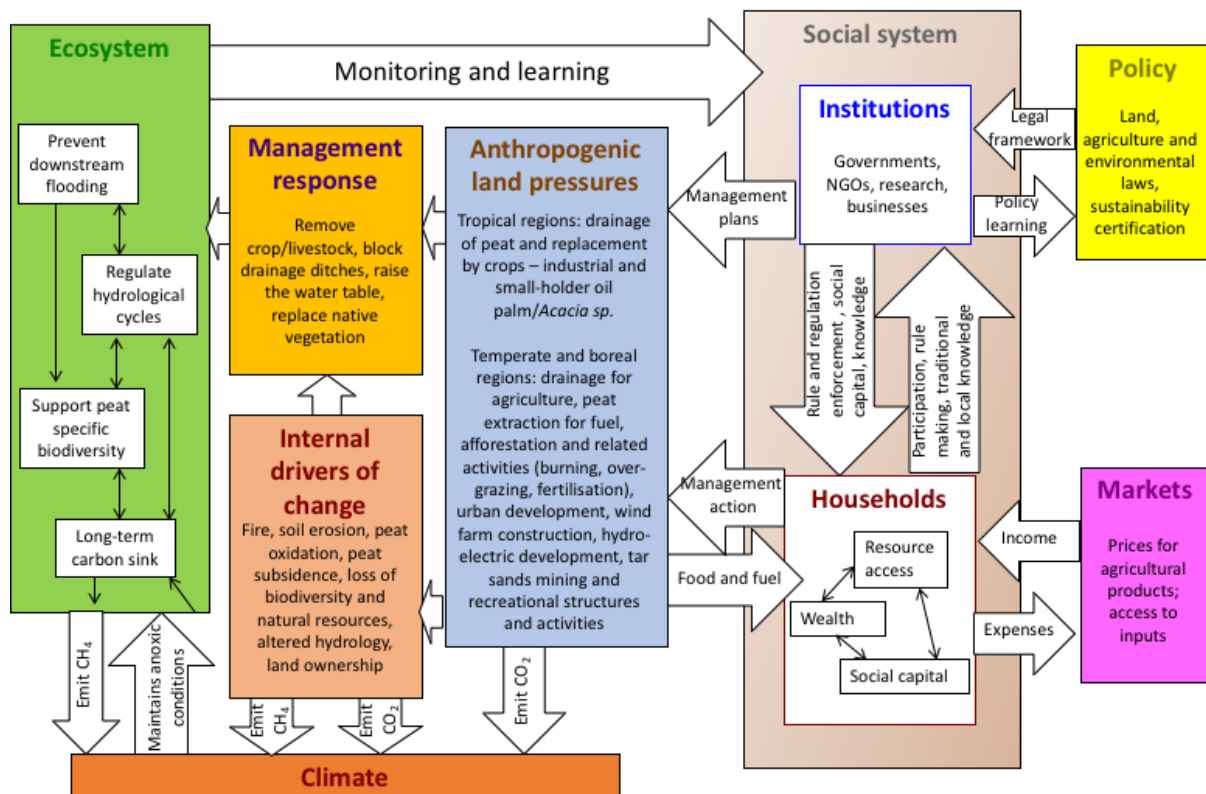 Ecosystem
Prevent
downstream
flooding
Regulate
hydrological
cycles
Support peat
specific
biodiversity
Long-term
carbon sink
Monitoring and learning
Management
response
Remove
crop/livestock, block
drainage ditches, raise
the water table,
replace native
vegetation
Internal
drivers of
change
Fire, soil erosion, peat
oxidation, peat
subsidence, loss of
biodiversity and
natural resources,
altered hydrology,
land ownership
Anthropogenic
land pressures
Tropical regions: drainage
of peat and replacement
by crops – industrial and
small-holder oil
palm/Acacia sp.
Temperate and boreal
regions: drainage for
agriculture, peat
extraction for fuel,
afforestation and related
activities (burning, over-
grazing, fertilisation),
urban development, wind
farm construction, hydro-
electric development, tar
sands mining and
recreational structures
and activities
Management
plans
Management
action
Food and fuel
Social system
Institutions
Governments,
NGOs, research,
businesses
Rule and regulation
enforcement , social
capital, knowledge
Participation, rule
making, traditional
and local knowledge
Households
Resource
access
Wealth
Social capital
Legal
framework
Policy
learning
Policy
Land,
agriculture and
environmental
laws,
sustainability
certification
Income
Expenses
Markets
Prices for
agricultural
products;
access to
inputs
Emit CH4
Maintains anoxic
conditions
Emit
CH4
Emit
CO2
Emit CO2
Climate